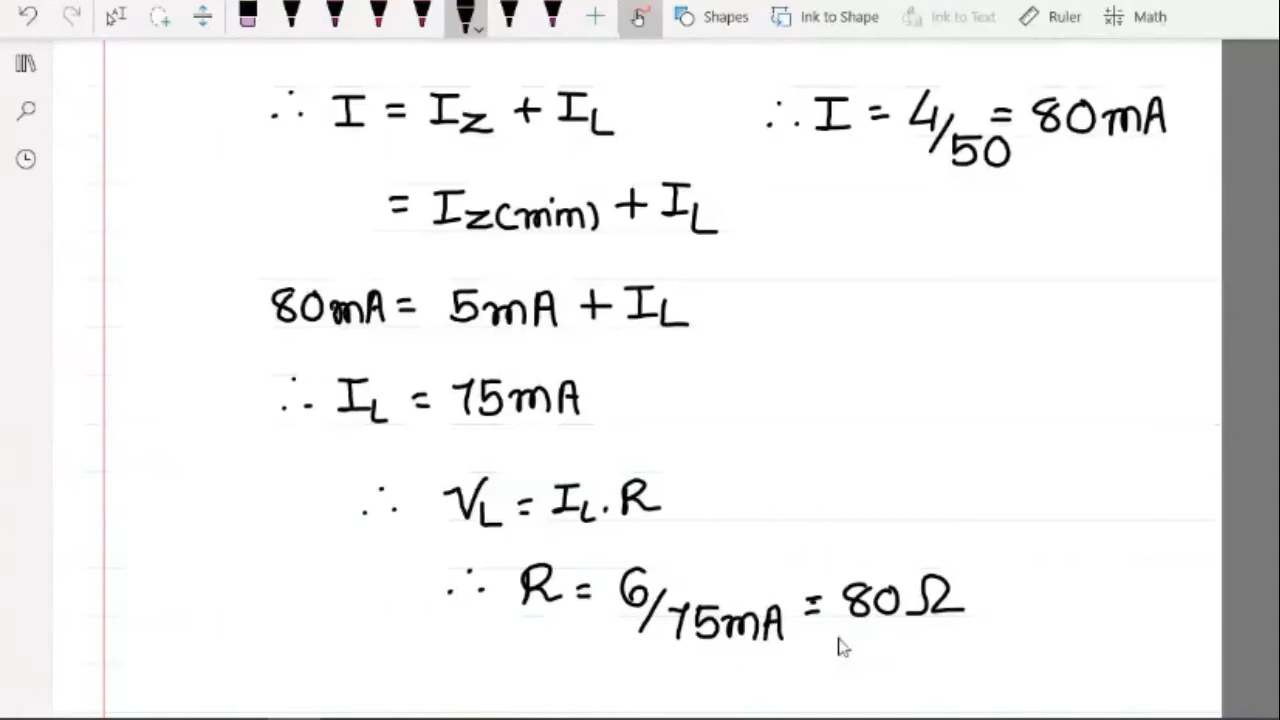 Shapes Ink to Shape Ink to Text Ruler Math
∴ I = Iz + IL ∴ I = 4/50 = 80mA
= Iz(min) + IL
80mA = 5mA + IL
∴ IL = 75mA
∴ VL = IL . R
∴ R = 6/75mA = 80Ω